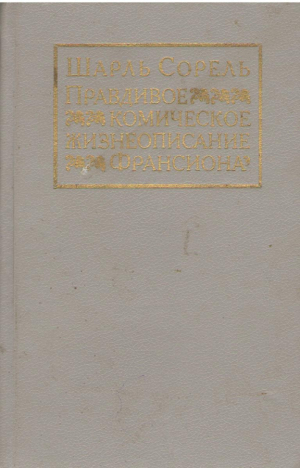 Шарль Сорель
Правдивое
комическое
жизнеописание
Франсиона